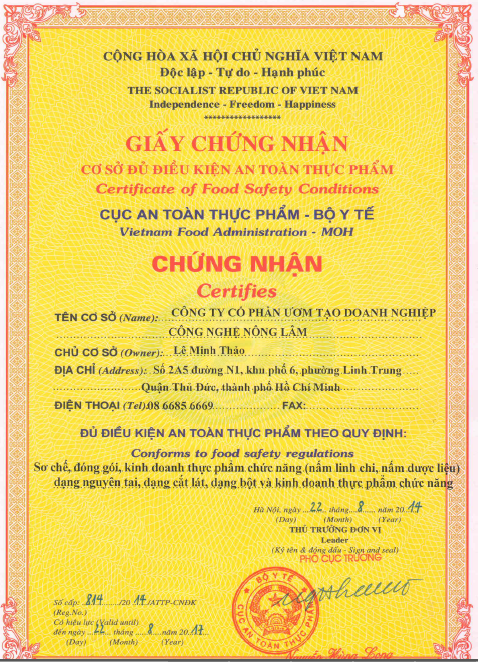 CỘNG HÒA XÃ HỘI CHỦ NGHĨA VIỆT NAM
Độc lập - Tự do - Hạnh phúc
THE SOCIALIST REPUBLIC OF VIET NAM
Independence - Freedom - Happiness
******************
GIẤY CHỨNG NHẬN
CƠ SỞ ĐỦ ĐIỀU KIỆN AN TOÀN THỰC PHẨM
Certificate of Food Safety Conditions
CỤC AN TOÀN THỰC PHẨM - BỘ Y TẾ
Vietnam Food Administration - MOH
CHỨNG NHẬN
Certifies
TÊN CƠ SỞ (Name): CÔNG TY CỔ PHẦN ƯƠM TẠO DOANH NGHIỆP
CÔNG NGHỆ NÔNG LÂM
CHỦ CƠ SỞ (Owner): Lê Minh Thảo
ĐỊA CHỈ (Address): Số 2A5 đường N1, khu phố 6, phường Linh Trung
Quận Thủ Đức, thành phố Hồ Chí Minh
ĐIỆN THOẠI (Tel) 08 6685 6669 FAX:
ĐỦ ĐIỀU KIỆN AN TOÀN THỰC PHẨM THEO QUY ĐỊNH:
Conforms to food safety regulations
Sơ chế, đóng gói, kinh doanh thực phẩm chức năng (nấm linh chi, nấm dược liệu)
dạng nguyên tai, dạng cắt lát, dạng bột và kinh doanh thực phẩm chức năng
Hà Nội, ngày 22 tháng 8 năm 2014
(Day) (Month) (Year)
THỦ TRƯỞNG ĐƠN VỊ
Leader
(Ký tên & đóng dấu - Sign and seal)
PHÓ CỤC TRƯỞNG
Số cấp: 814 /2014/ATTP-CNĐK
(Reg.No.)
Có hiệu lực (Valid until)
đến ngày 22 tháng 8 năm 2017
(Day) (Month) (Year)
BỘ Y TẾ
CỤC AN TOÀN THỰC PHẨM